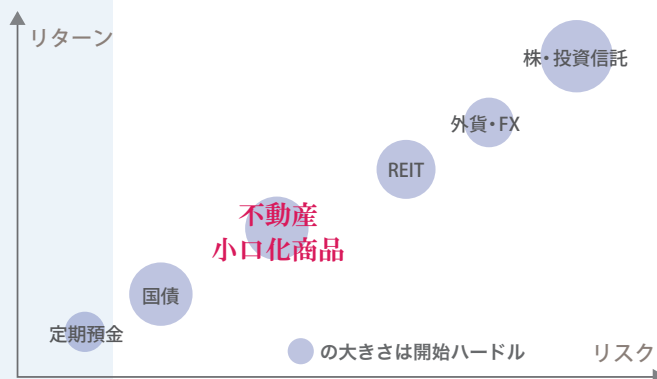 リターン
株・投資信託
外貨・FX
REIT
不動産
小口化商品
国債
定期預金
の大きさは開始ハードル
リスク